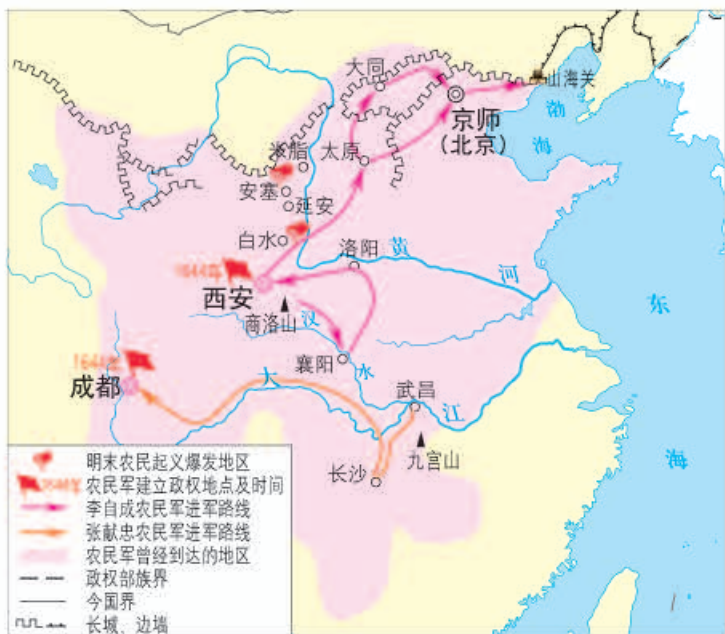 大同
山海关
京师
(北京)
渤
海
米脂
太原
安塞
延安
白水
洛阳
黄
河
1644年
西安
商洛山
汉
水
襄阳
东
海
1644年
成都
大
江
武昌
九宫山
长沙
明末农民起义爆发地区
1644年
农民军建立政权地点及时间
李自成农民军进军路线
张献忠农民军进军路线
农民军曾经到达的地区
政权部族界
今国界
长城、边墙